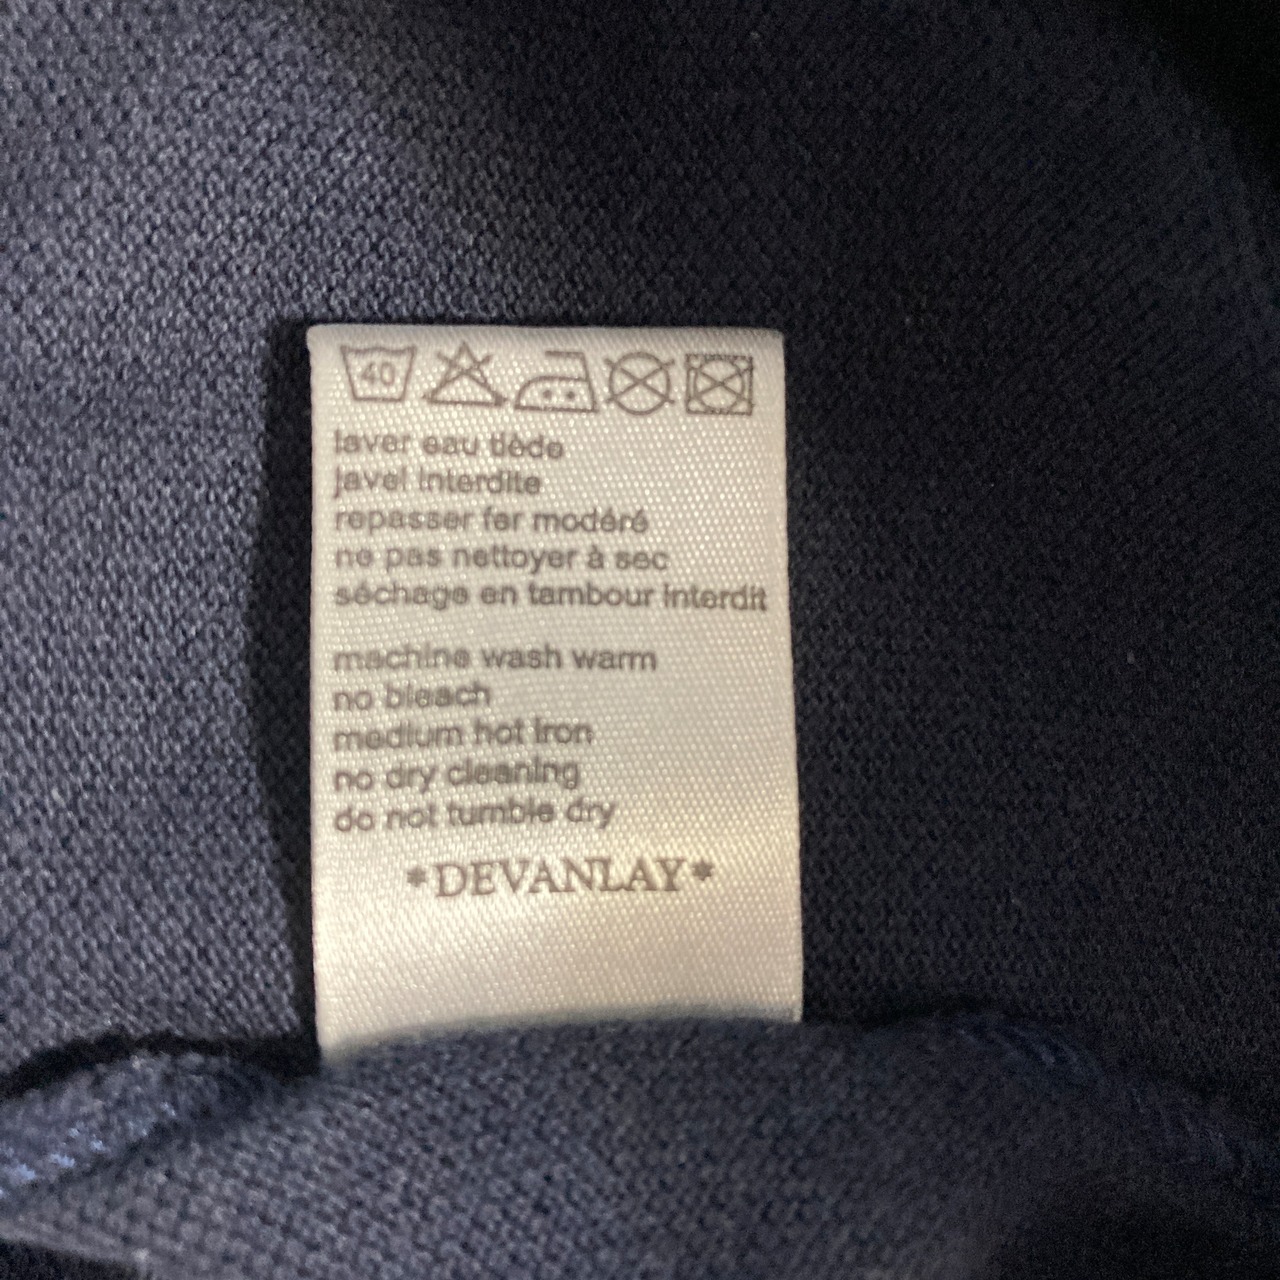 40
laver eau tiède
javel interdite
repasser fer modéré
ne pas nettoyer à sec
séchage en tambour interdit
machine wash warm
no bleach
medium hot iron
no dry cleaning
do not tumble dry
*DEVANLAY*